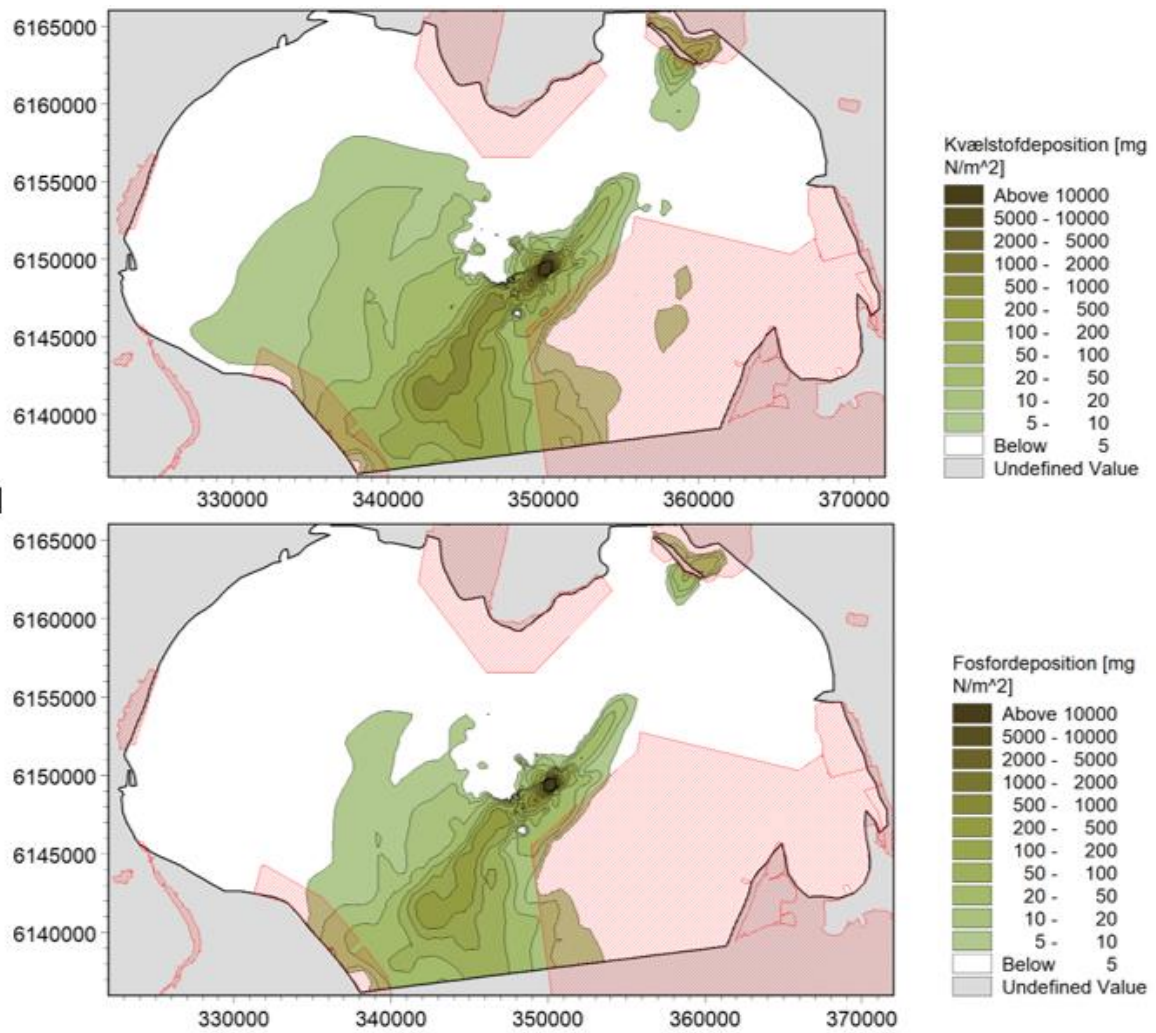 6165000
6160000
6155000
6150000
6145000
6140000
330000 340000 350000 360000 370000
Kvælstofdeposition [mg
N/m^2]
Above 10000
5000 - 10000
2000 - 5000
1000 - 2000
500 - 1000
200 - 500
100 - 200
50 - 100
20 - 50
10 - 20
5 - 10
Below 5
Undefined Value
6165000
6160000
6155000
6150000
6145000
6140000
330000 340000 350000 360000 370000
Fosfordeposition [mg
N/m^2]
Above 10000
5000 - 10000
2000 - 5000
1000 - 2000
500 - 1000
200 - 500
100 - 200
50 - 100
20 - 50
10 - 20
5 - 10
Below 5
Undefined Value